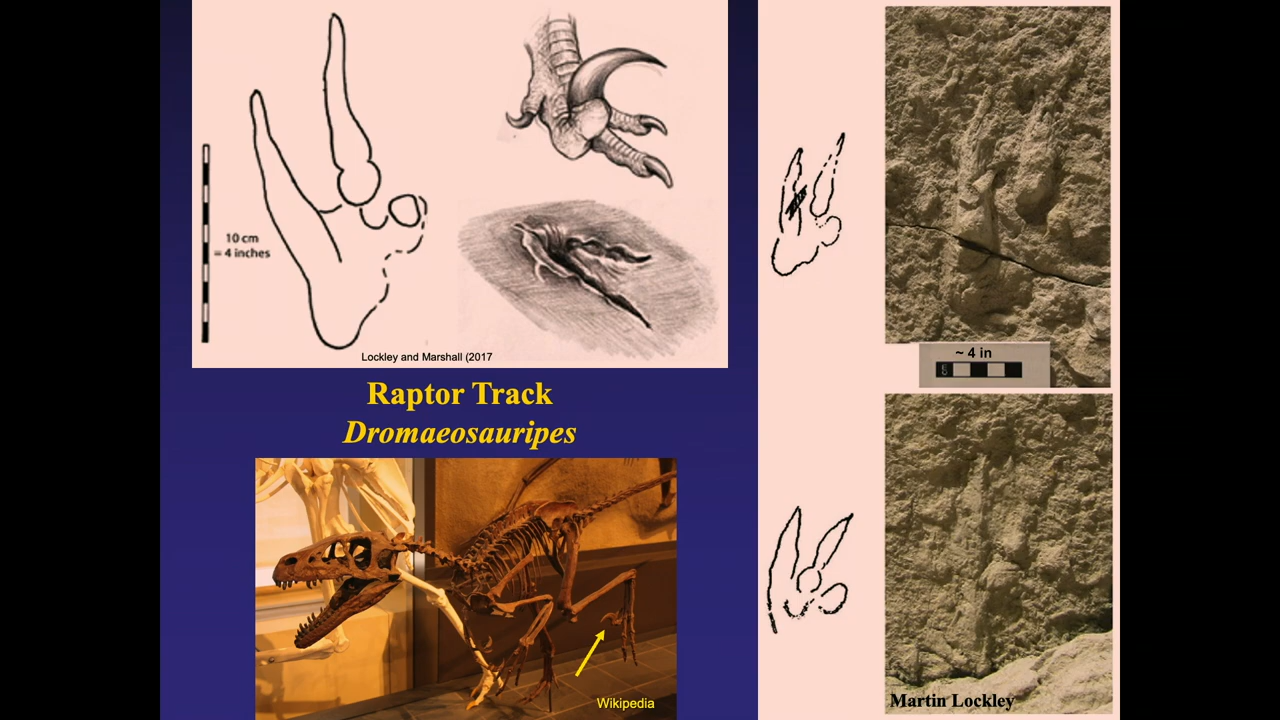 10 cm
= 4 inches
Lockley and Marshall (2017
Raptor Track
Dromaeosauripes
Wikipedia
~ 4 in
Martin Lockley